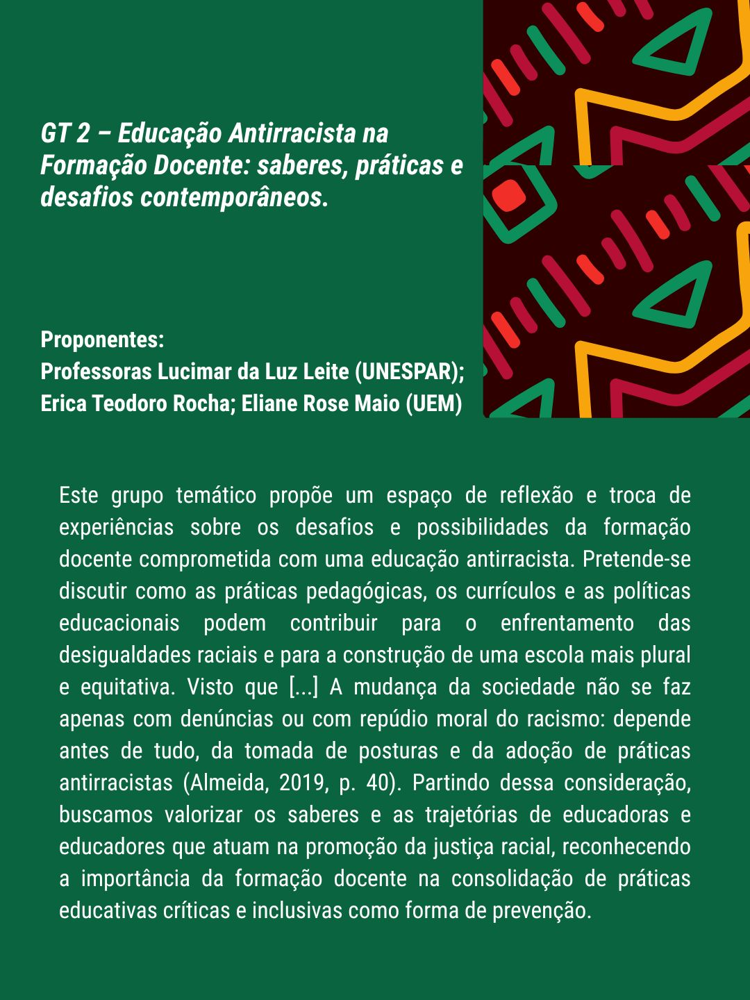 GT 2 – Educação Antirracista na
Formação Docente: saberes, práticas e
desafios contemporâneos.
Proponentes:
Professoras Lucimar da Luz Leite (UNESPAR);
Erica Teodoro Rocha; Eliane Rose Maio (UEM)
Este grupo temático propõe um espaço de reflexão e troca de
experiências sobre os desafios e possibilidades da formação
docente comprometida com uma educação antirracista. Pretende-se
discutir como as práticas pedagógicas, os currículos e as políticas
educacionais podem contribuir para o enfrentamento das
desigualdades raciais e para a construção de uma escola mais plural
e equitativa. Visto que [...] A mudança da sociedade não se faz
apenas com denúncias ou com repúdio moral do racismo: depende
antes de tudo, da tomada de posturas e da adoção de práticas
antirracistas (Almeida, 2019, p. 40). Partindo dessa consideração,
buscamos valorizar os saberes e as trajetórias de educadoras e
educadores que atuam na promoção da justiça racial, reconhecendo
a importância da formação docente na consolidação de práticas
educativas críticas e inclusivas como forma de prevenção.